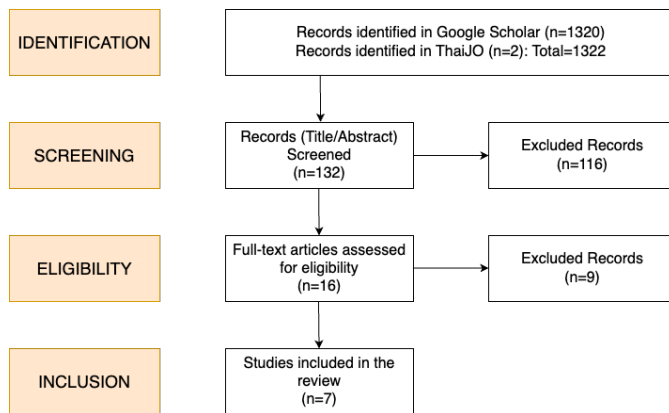 IDENTIFICATION
Records identified in Google Scholar (n=1320)
Records identified in ThaiJO (n=2): Total=1322
SCREENING
Records (Title/Abstract)
Screened
(n=132)
Excluded Records
(n=116)
ELIGIBILITY
Full-text articles assessed
for eligibility
(n=16)
Excluded Records
(n=9)
INCLUSION
Studies included in the
review
(n=7)